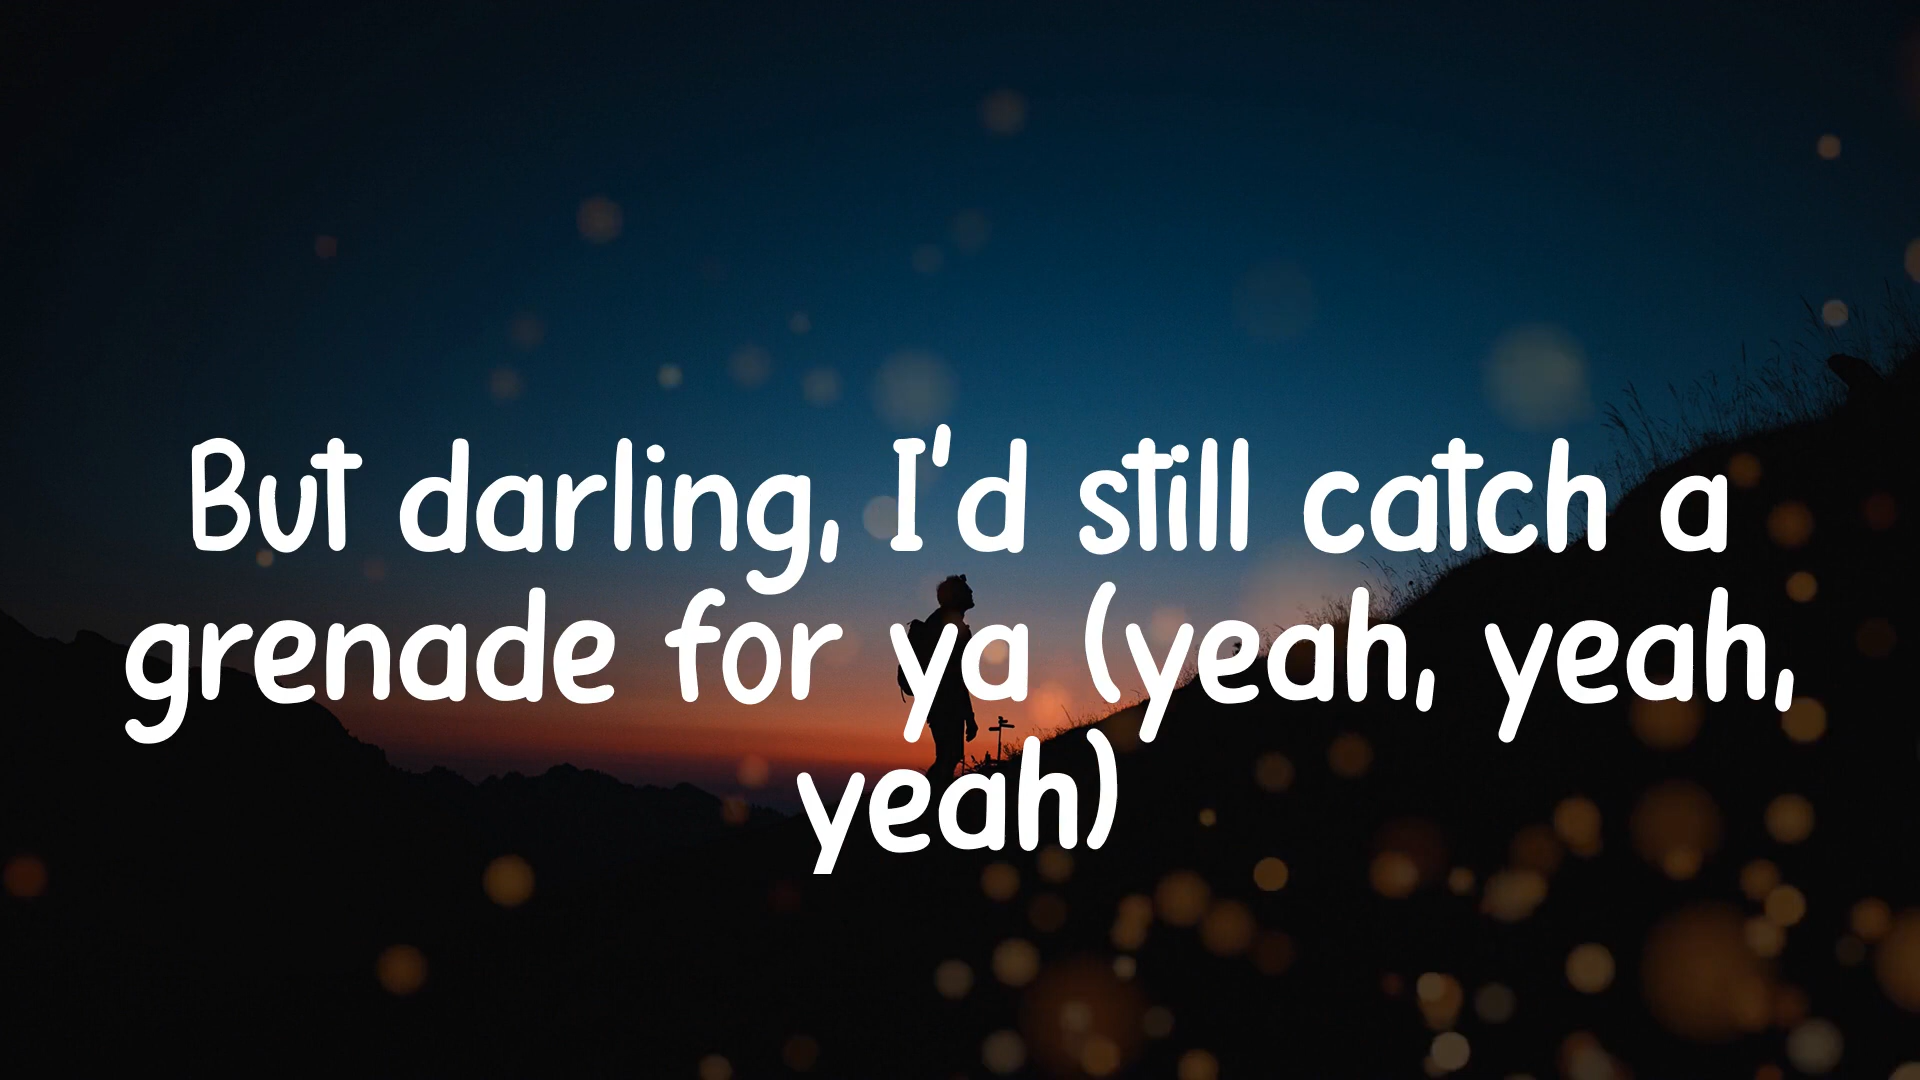 But darling, I'd still catch a
grenade for ya (yeah, yeah,
yeah)